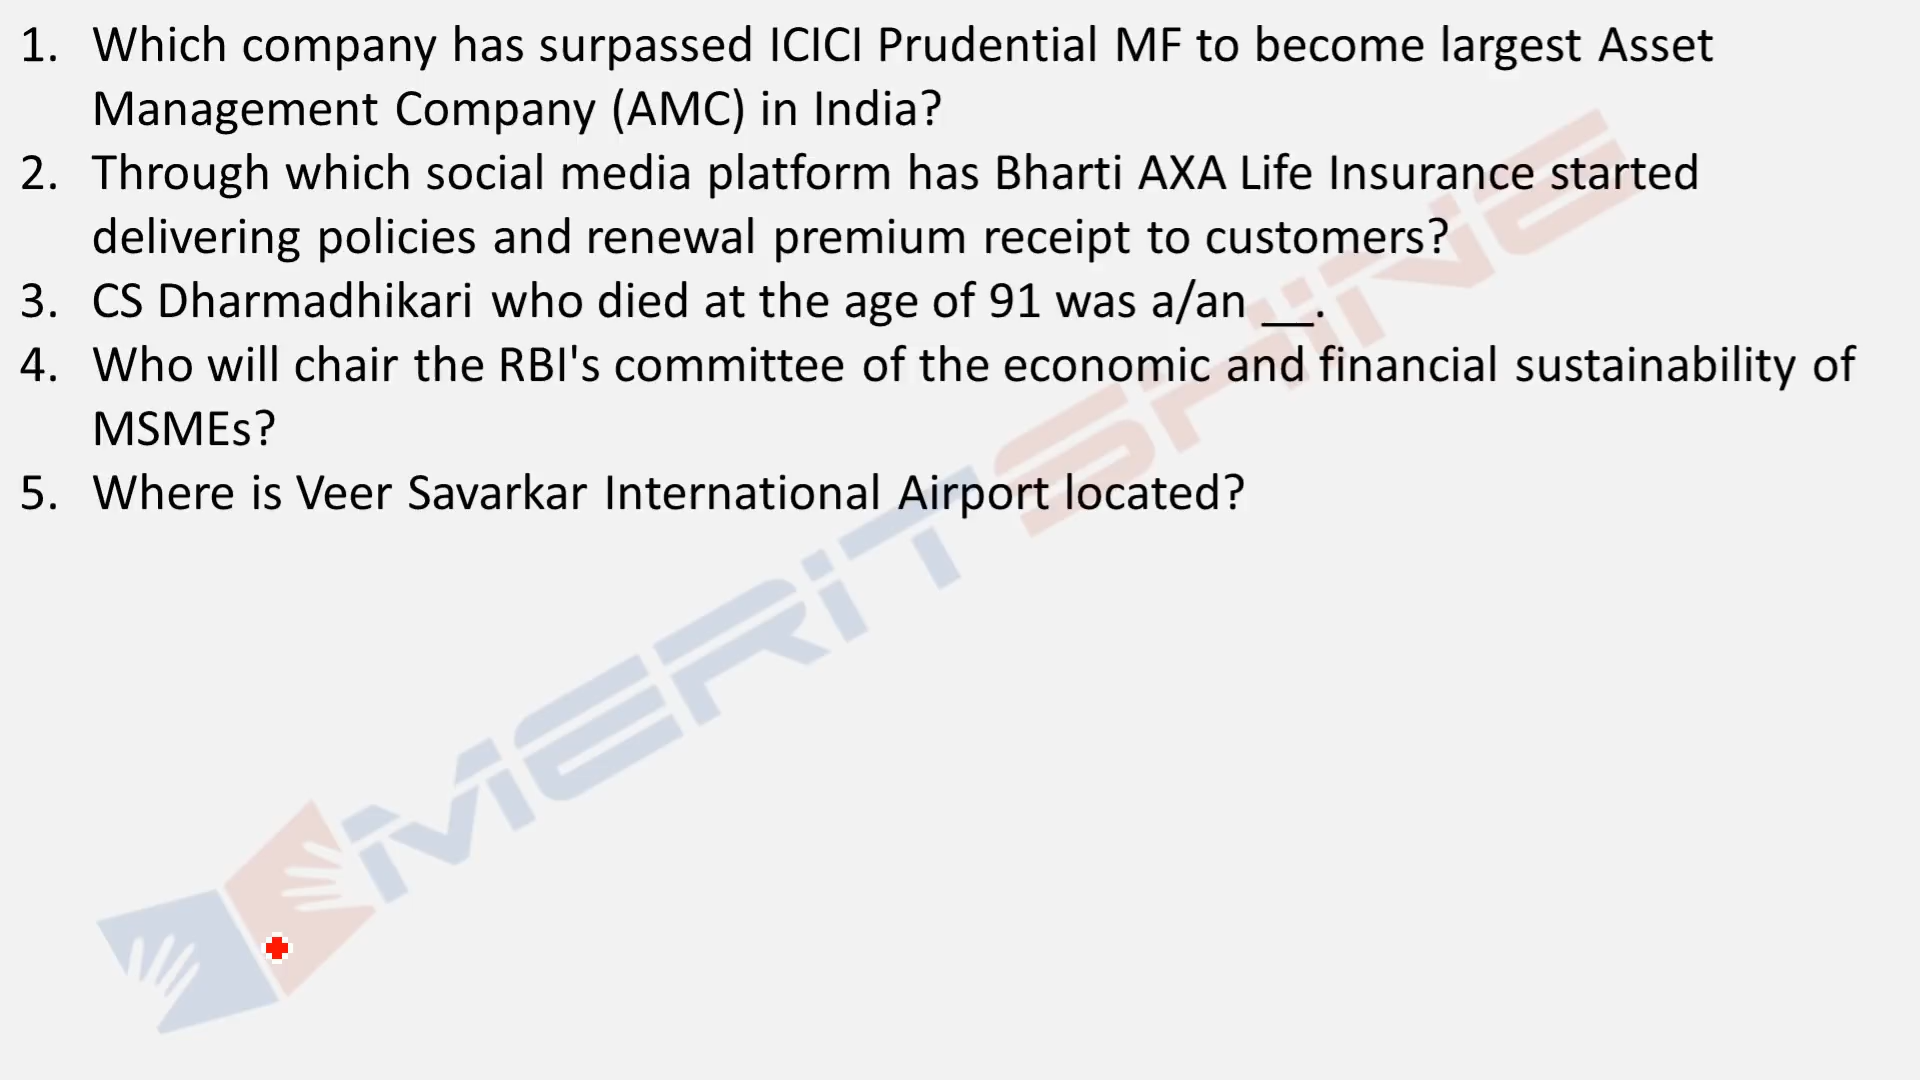 1. Which company has surpassed ICICI Prudential MF to become largest Asset
Management Company (AMC) in India?
2. Through which social media platform has Bharti AXA Life Insurance started
delivering policies and renewal premium receipt to customers?
3. CS Dharmadhikari who died at the age of 91 was a/an __.
4. Who will chair the RBI's committee of the economic and financial sustainability of
MSMEs?
5. Where is Veer Savarkar International Airport located?
MERiT SHiNE